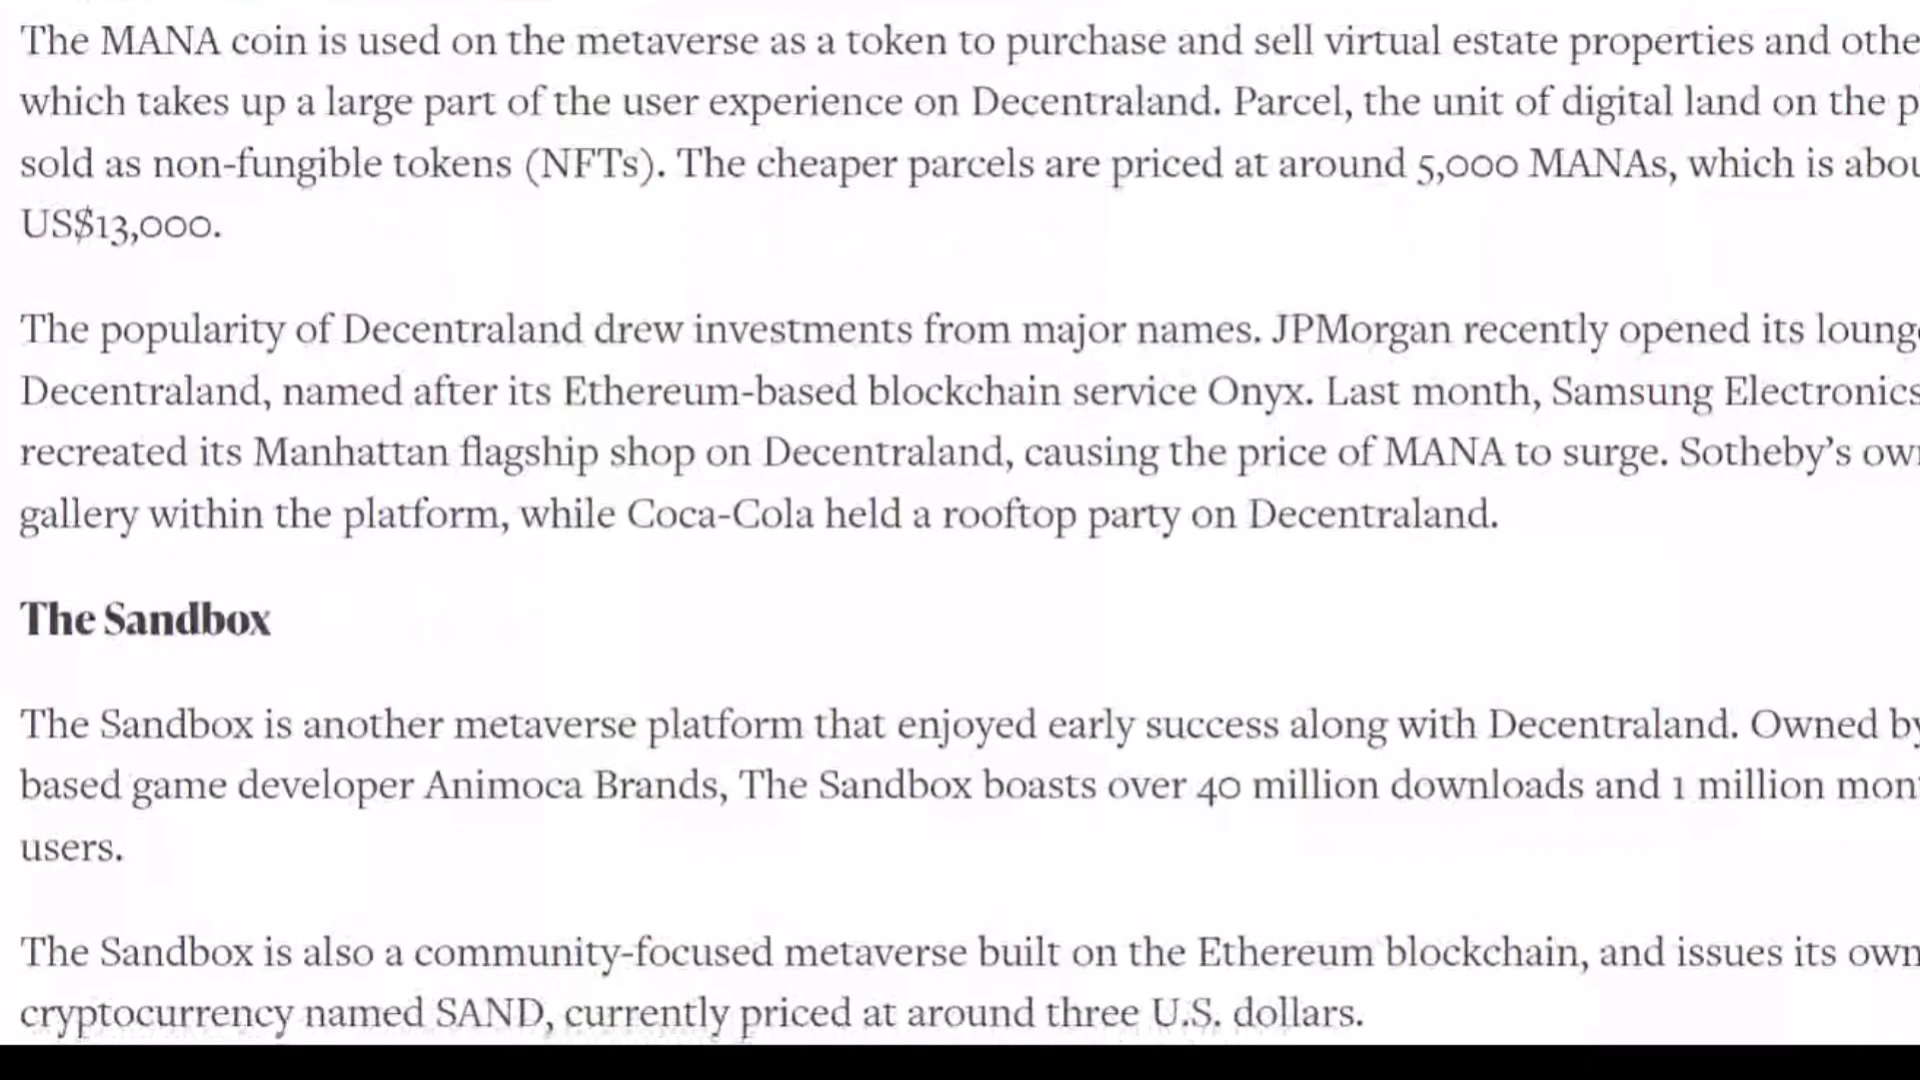 The MANA coin is used on the metaverse as a token to purchase and sell virtual estate properties and othe
which takes up a large part of the user experience on Decentraland. Parcel, the unit of digital land on the p
sold as non-fungible tokens (NFTs). The cheaper parcels are priced at around 5,000 MANAs, which is abou
US$13,000.
The popularity of Decentraland drew investments from major names. JPMorgan recently opened its loung
Decentraland, named after its Ethereum-based blockchain service Onyx. Last month, Samsung Electronics
recreated its Manhattan flagship shop on Decentraland, causing the price of MANA to surge. Sotheby’s own
gallery within the platform, while Coca-Cola held a rooftop party on Decentraland.
The Sandbox
The Sandbox is another metaverse platform that enjoyed early success along with Decentraland. Owned by
based game developer Animoca Brands, The Sandbox boasts over 40 million downloads and 1 million mon
users.
The Sandbox is also a community-focused metaverse built on the Ethereum blockchain, and issues its own
cryptocurrency named SAND, currently priced at around three U.S. dollars.